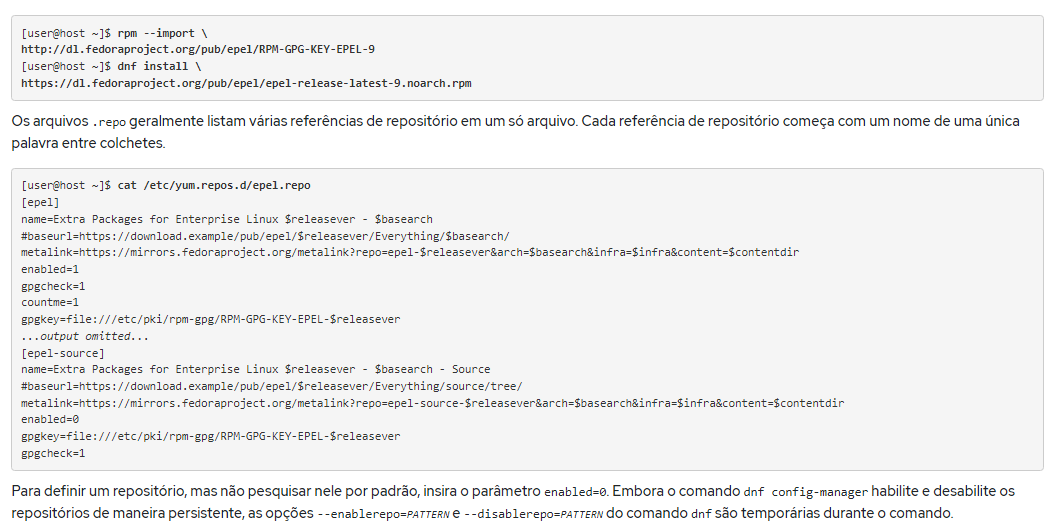 [user@host ~]$ rpm --import \
http://dl.fedoraproject.org/pub/epel/RPM-GPG-KEY-EPEL-9
[user@host ~]$ dnf install \
https://dl.fedoraproject.org/pub/epel/epel-release-latest-9.noarch.rpm
Os arquivos .repo geralmente listam várias referências de repositório em um só arquivo. Cada referência de repositório começa com um nome de uma única
palavra entre colchetes.
[user@host ~]$ cat /etc/yum.repos.d/epel.repo
[epel]
name=Extra Packages for Enterprise Linux $releasever - $basearch
#baseurl=https://download.example/pub/epel/$releasever/Everything/$basearch/
metalink=https://mirrors.fedoraproject.org/metalink?repo=epel-$releasever&arch=$basearch&infra=$infra&content=$contentdir
enabled=1
gpgcheck=1
countme=1
gpgkey=file:///etc/pki/rpm-gpg/RPM-GPG-KEY-EPEL-$releasever
...output omitted...
[epel-source]
name=Extra Packages for Enterprise Linux $releasever - $basearch - Source
#baseurl=https://download.example/pub/epel/$releasever/Everything/source/tree/
metalink=https://mirrors.fedoraproject.org/metalink?repo=epel-source-$releasever&arch=$basearch&infra=$infra&content=$contentdir
enabled=0
gpgkey=file:///etc/pki/rpm-gpg/RPM-GPG-KEY-EPEL-$releasever
gpgcheck=1
Para definir um repositório, mas não pesquisar nele por padrão, insira o parâmetro enabled=0. Embora o comando dnf config-manager habilite e desabilite os
repositórios de maneira persistente, as opções --enablerepo=PATTERN e --disablerepo=PATTERN do comando dnf são temporárias durante o comando.